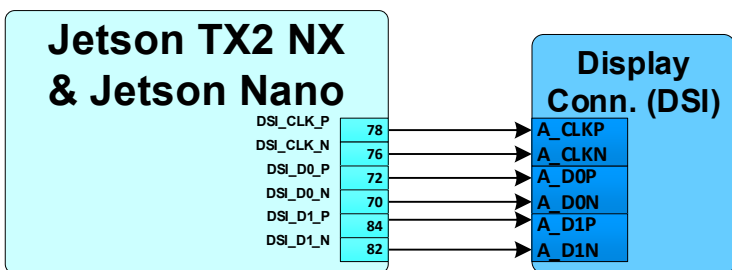 Jetson TX2 NX
& Jetson Nano
Display
Conn. (DSI)
DSI_CLK_P 78 A_CLKP
DSI_CLK_N 76 A_CLKN
DSI_D0_P 72 A_D0P
DSI_D0_N 70 A_D0N
DSI_D1_P 84 A_D1P
DSI_D1_N 82 A_D1N